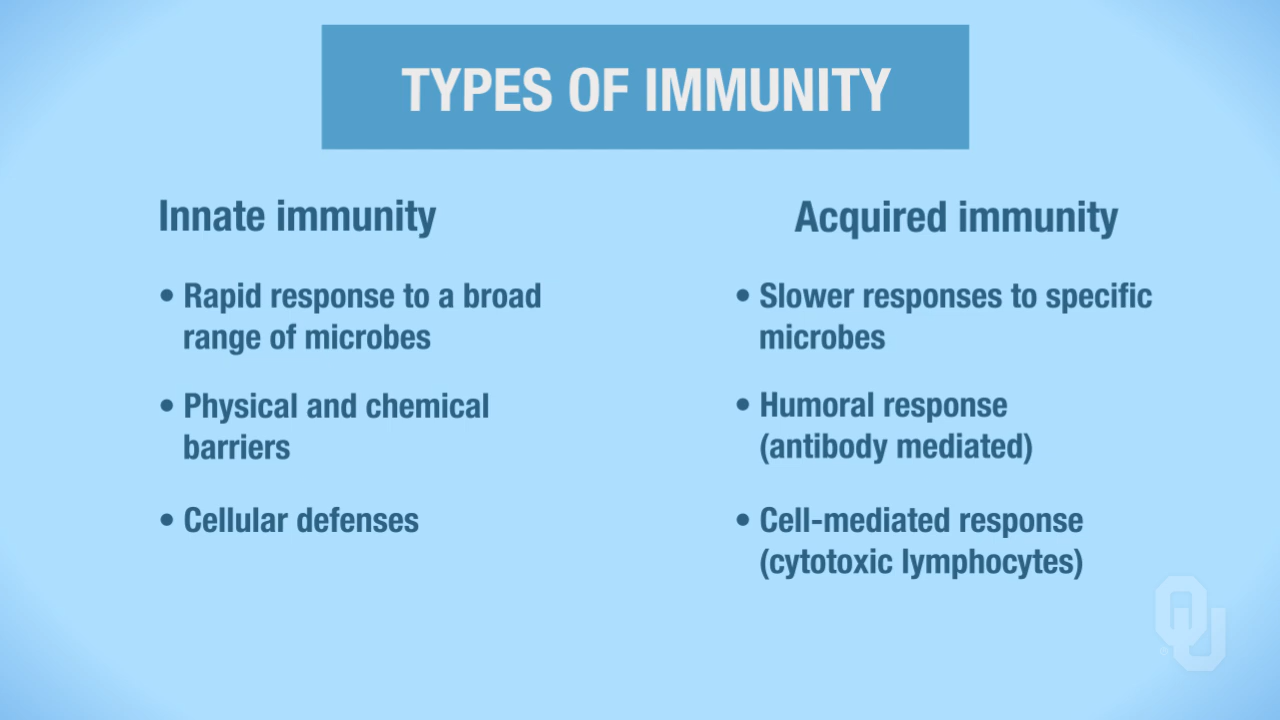 TYPES OF IMMUNITY
Innate immunity
• Rapid response to a broad
range of microbes
• Physical and chemical
barriers
• Cellular defenses
Acquired immunity
• Slower responses to specific
microbes
• Humoral response
(antibody mediated)
• Cell-mediated response
(cytotoxic lymphocytes)
OU